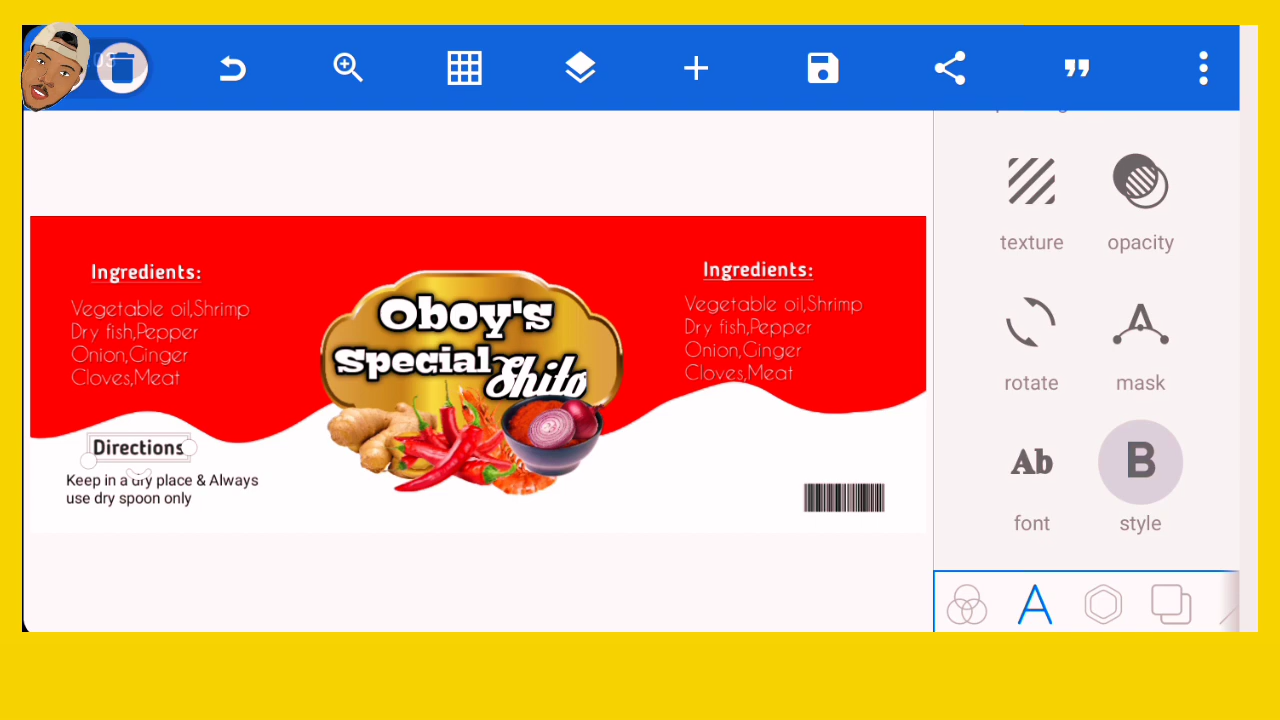 Ingredients:
Vegetable oil,Shrimp
Dry fish,Pepper
Onion,Ginger
Cloves,Meat
Directions
Keep in a dry place & Always
use dry spoon only
Oboy's
Special Shito
Ingredients:
Vegetable oil,Shrimp
Dry fish,Pepper
Onion,Ginger
Cloves,Meat
texture
opacity
rotate
mask
Ab
B
font
style
A